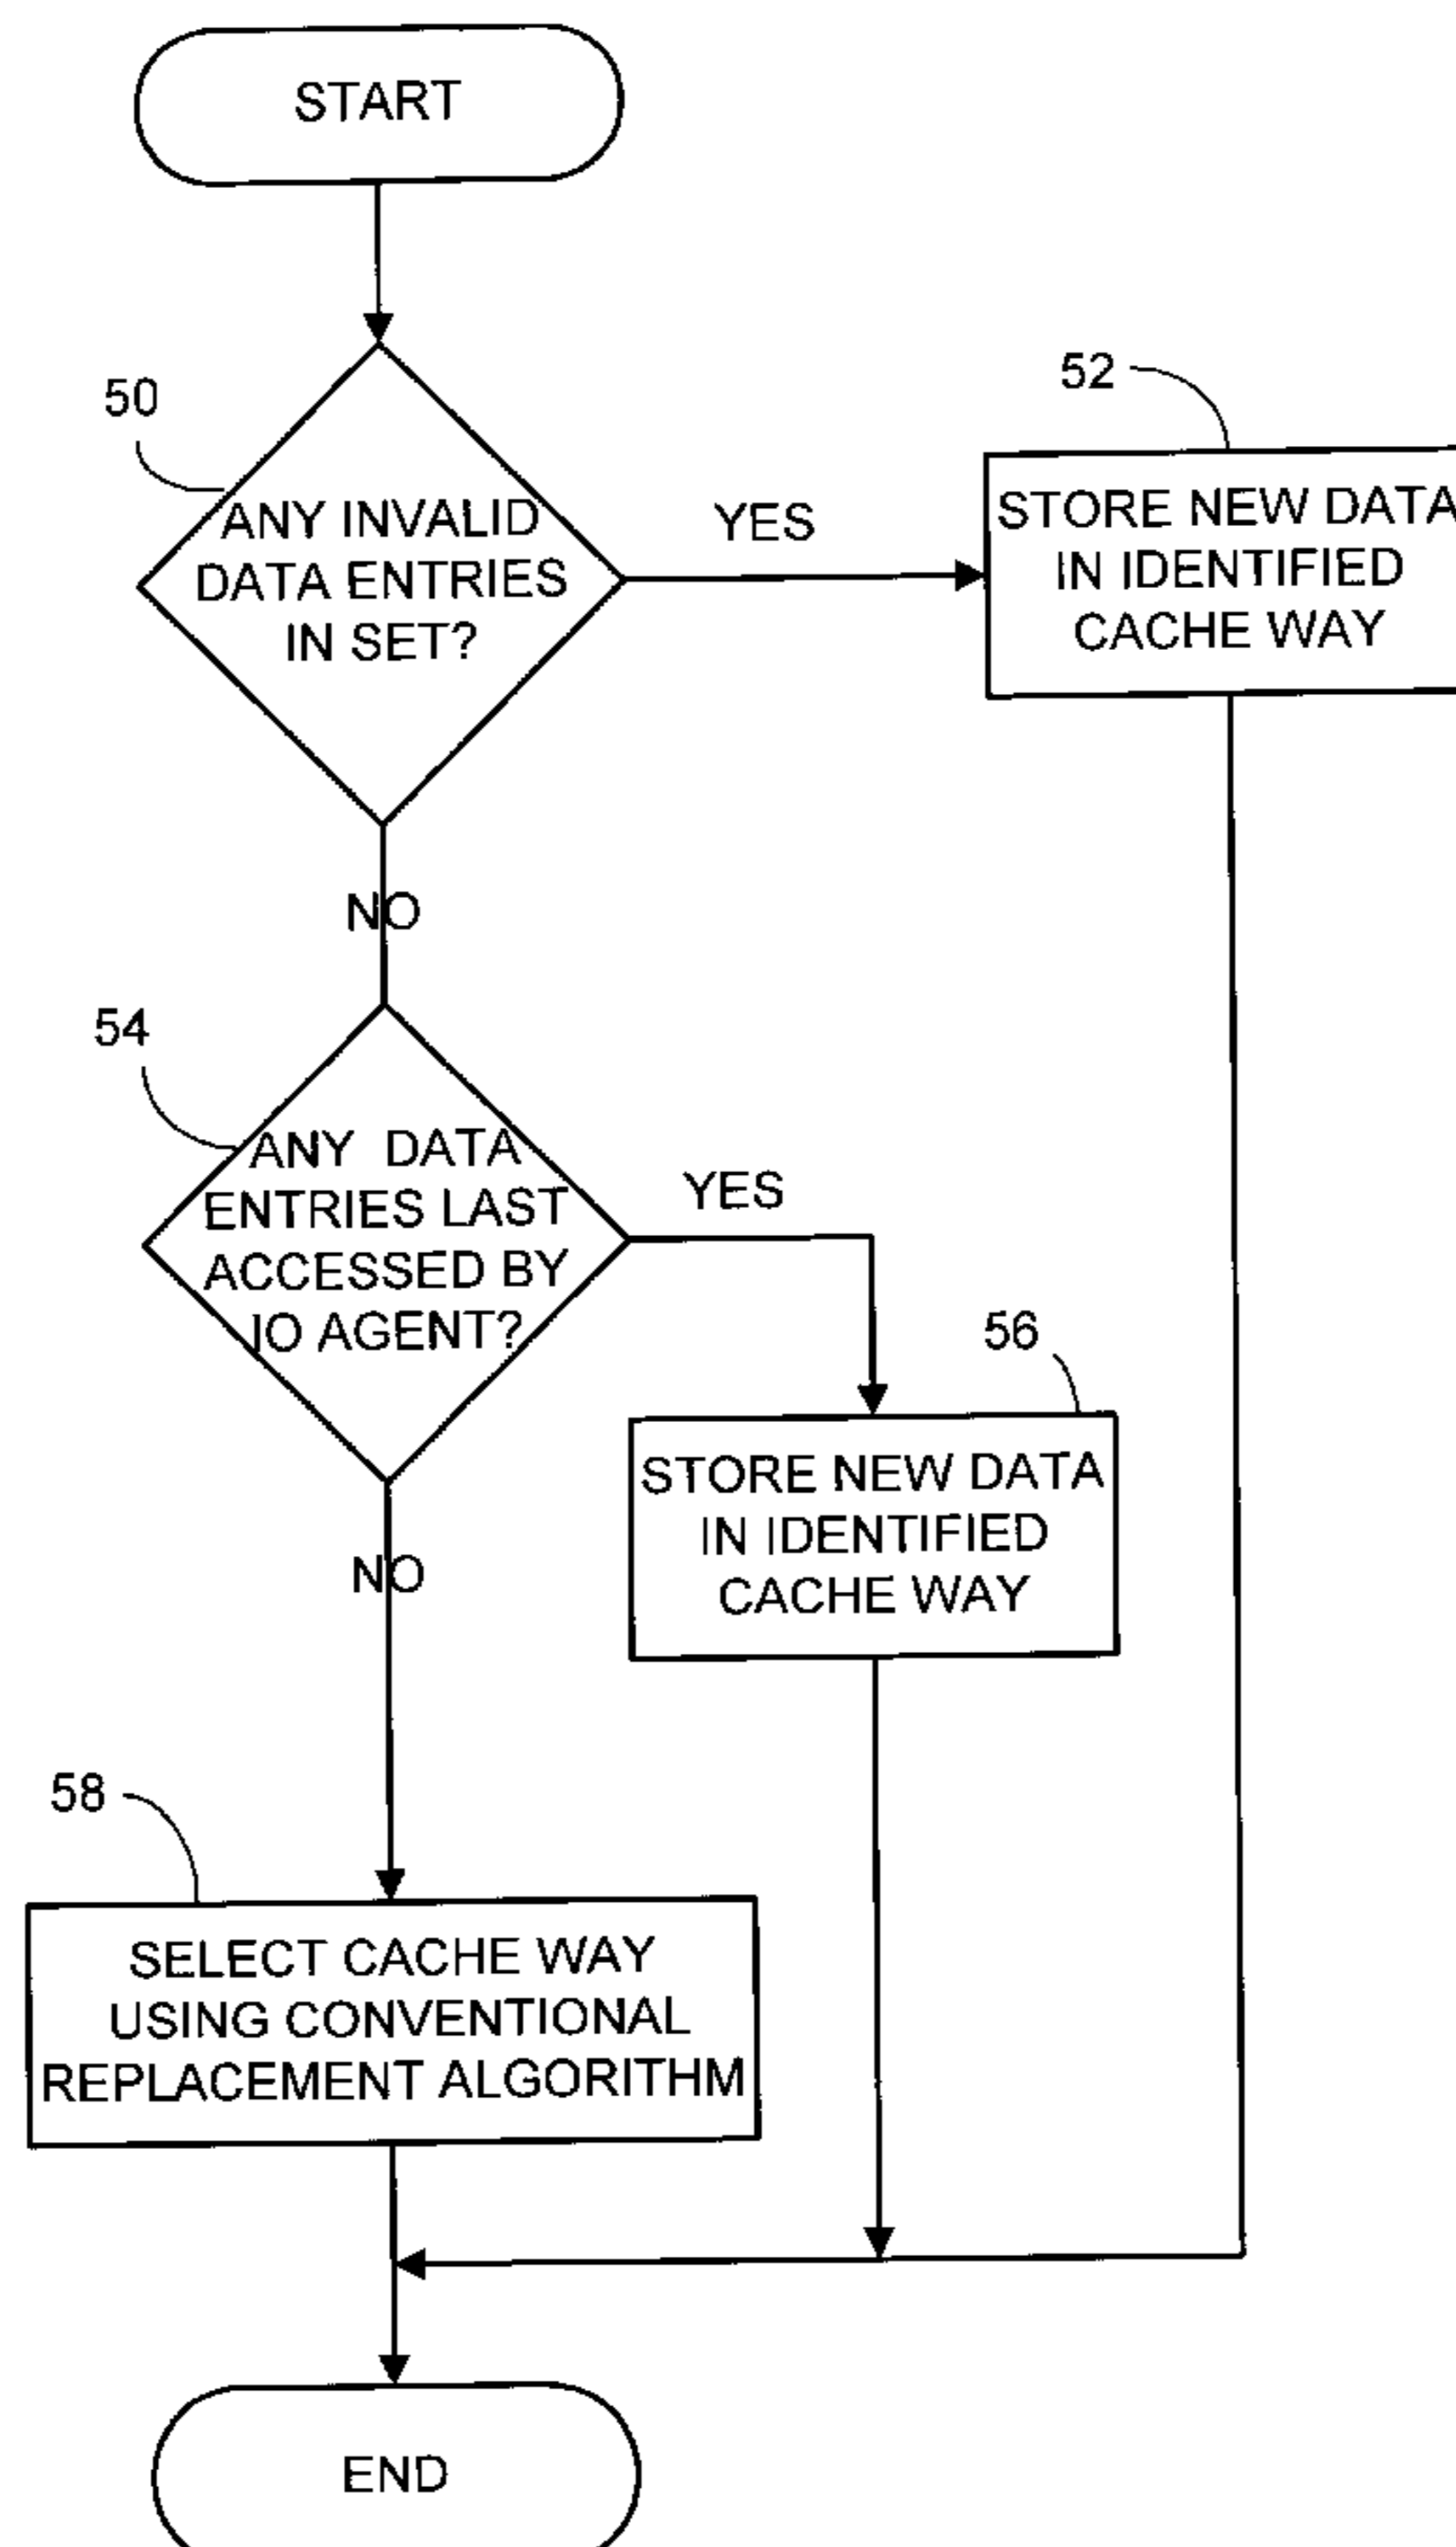 START
50
ANY INVALID
DATA ENTRIES
IN SET?
YES
52
STORE NEW DATA
IN IDENTIFIED
CACHE WAY
NO
54
ANY DATA
ENTRIES LAST
ACCESSED BY
IO AGENT?
YES
56
STORE NEW DATA
IN IDENTIFIED
CACHE WAY
NO
58
SELECT CACHE WAY
USING CONVENTIONAL
REPLACEMENT ALGORITHM
END